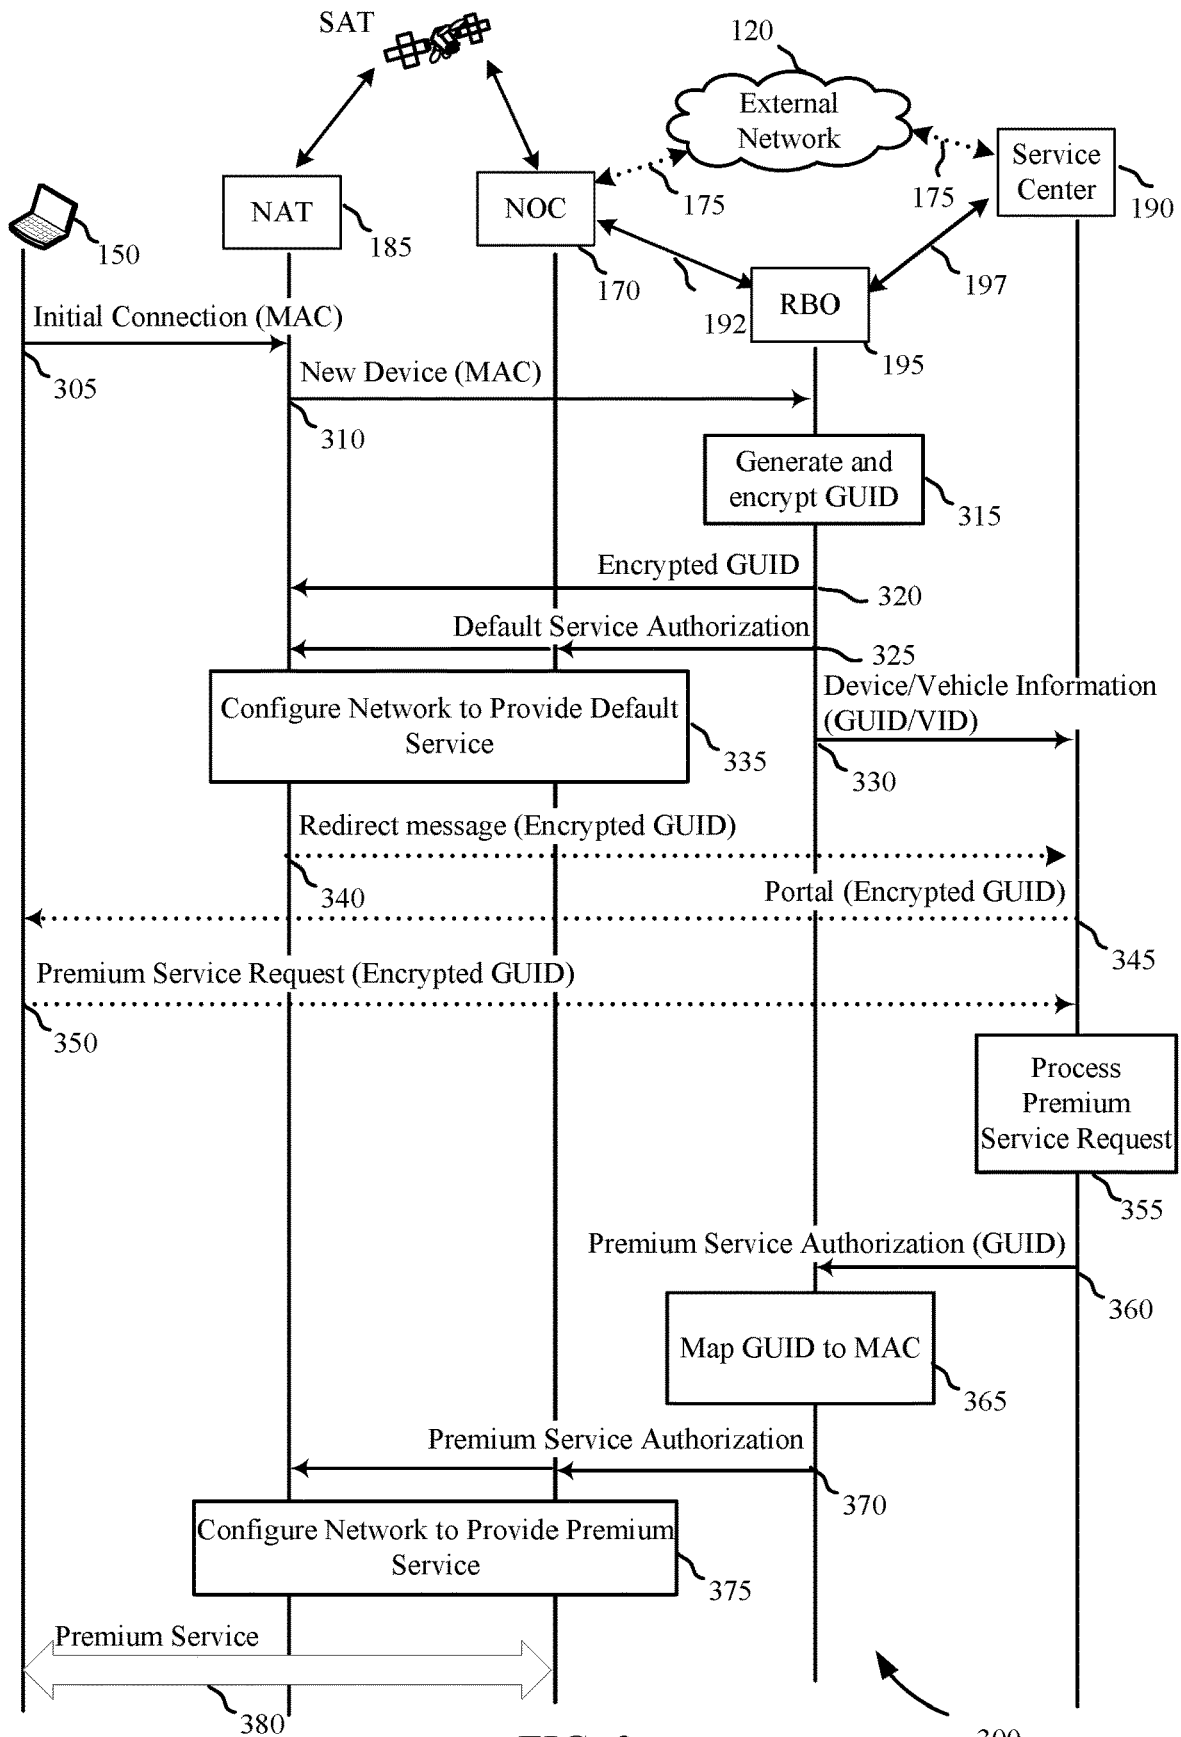 SAT
120
External
Network
Service
Center
NAT
NOC
175
175
190
150
185
170
197
RBO
192
195
Initial Connection (MAC)
305
New Device (MAC)
310
Generate and
encrypt GUID
315
Encrypted GUID
320
Default Service Authorization
325
Device/Vehicle Information
(GUID/VID)
330
Configure Network to Provide Default
Service
335
Redirect message (Encrypted GUID)
340
Portal (Encrypted GUID)
345
Premium Service Request (Encrypted GUID)
350
Process
Premium
Service Request
355
Premium Service Authorization (GUID)
360
Map GUID to MAC
365
Premium Service Authorization
370
Configure Network to Provide Premium
Service
375
Premium Service
380